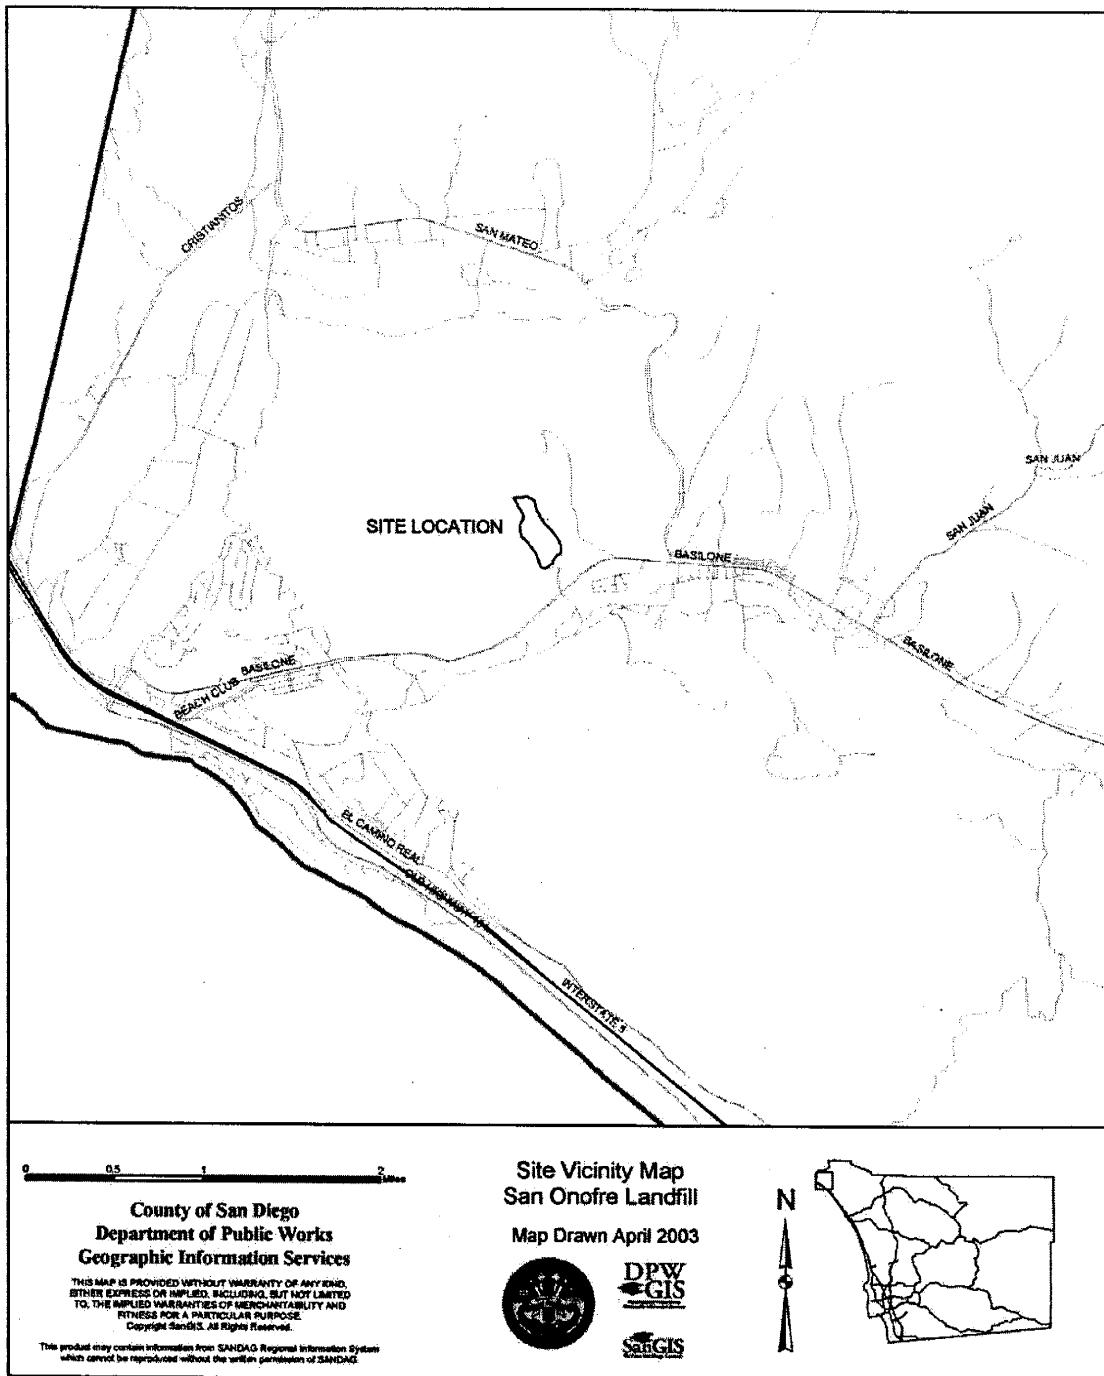 CRISTIANITOS
SAN MATEO
SAN JUAN
SITE LOCATION
SAN JUAN
BASILONE
BASILONE
BASILONE
BEACH CLUB
EL CAMINO REAL
OLD HIGHWAY
INTERSTATE 5
0 0.5 1 2
Miles
County of San Diego
Department of Public Works
Geographic Information Services
THIS MAP IS PROVIDED WITHOUT WARRANTY OF ANY KIND,
EITHER EXPRESS OR IMPLIED, INCLUDING, BUT NOT LIMITED
TO, THE IMPLIED WARRANTIES OF MERCHANTABILITY AND
FITNESS FOR A PARTICULAR PURPOSE.
Copyright SanGIS. All Rights Reserved.
This product may contain information from SANDAG Regional Information System
which cannot be reproduced without the written permission of SANDAG.
Site Vicinity Map
San Onofre Landfill
Map Drawn April 2003
DPW
GIS
SanGIS
N